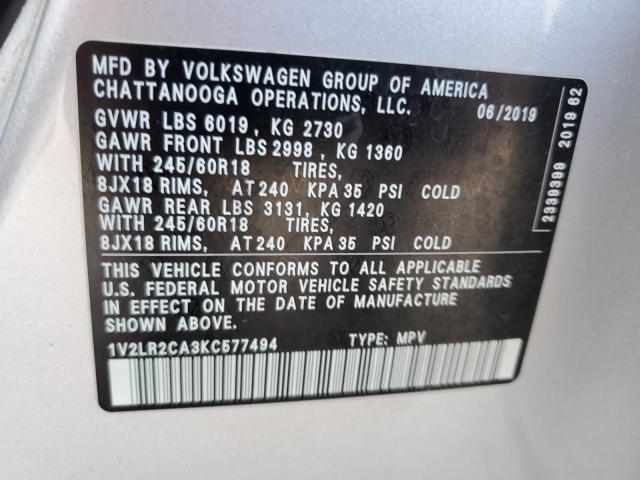 MFD BY VOLKSWAGEN GROUP OF AMERICA
CHATTANOOGA OPERATIONS, LLC.
06/2019
GVWR LBS 6019, KG 2730
GAWR FRONT LBS 2998, KG 1360
WITH 245/60R18 TIRES,
8JX18 RIMS, AT 240 KPA 35 PSI COLD
GAWR REAR LBS 3131, KG 1420
WITH 245/60R18 TIRES,
8JX18 RIMS, AT 240 KPA 35 PSI COLD
THIS VEHICLE CONFORMS TO ALL APPLICABLE
U.S. FEDERAL MOTOR VEHICLE SAFETY STANDARDS
IN EFFECT ON THE DATE OF MANUFACTURE
SHOWN ABOVE.
1V2LR2CA3KC577494 TYPE: MPV
2339399 2019 62